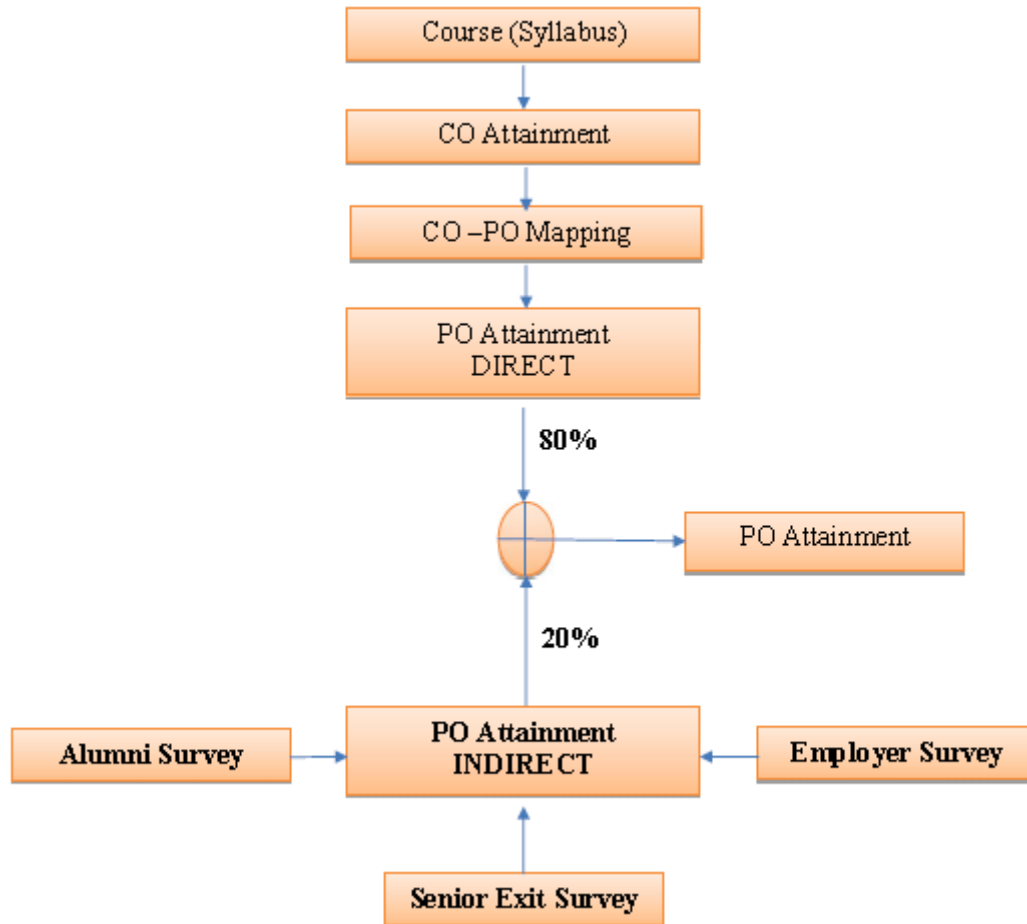 Course (Syllabus)
CO Attainment
CO –PO Mapping
PO Attainment
DIRECT
80%
PO Attainment
20%
Alumni Survey
PO Attainment
INDIRECT
Employer Survey
Senior Exit Survey